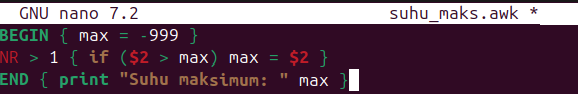 GNU nano 7.2 suhu_maks.awk *
BEGIN { max = -999 }
NR > 1 { if ($2 > max) max = $2 }
END { print "Suhu maksimum: " max }